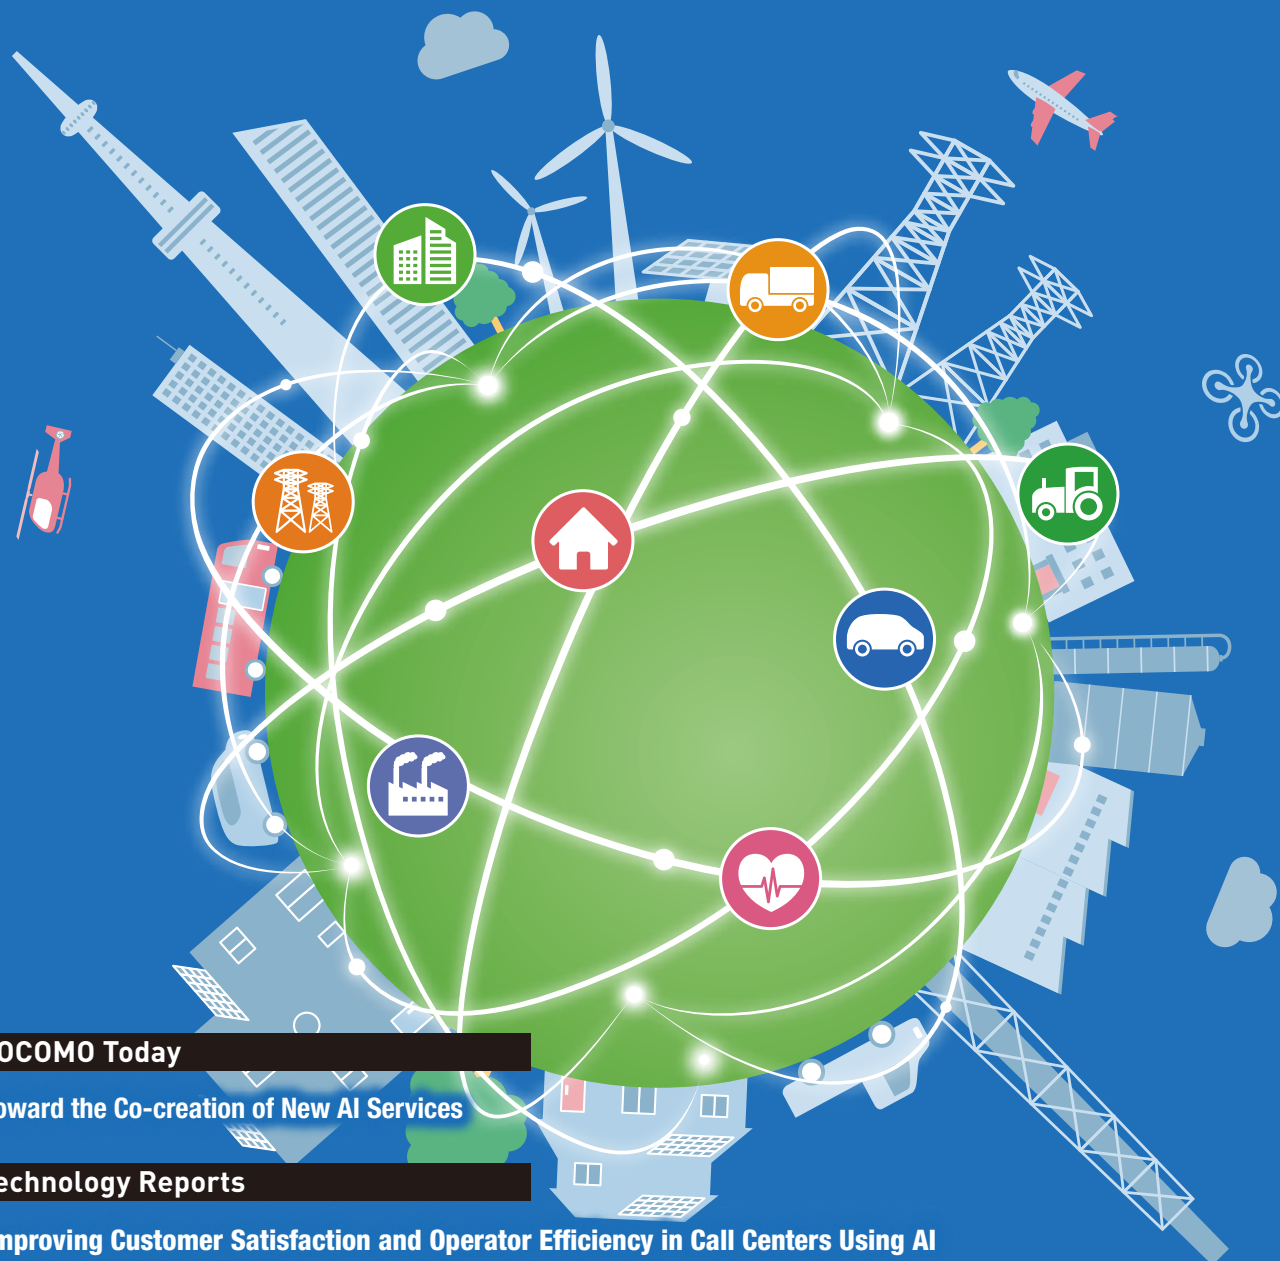 OCOMO Today
oward the Co-creation of New AI Services
echnology Reports
mproving Customer Satisfaction and Operator Efficiency in Call Centers Using AI